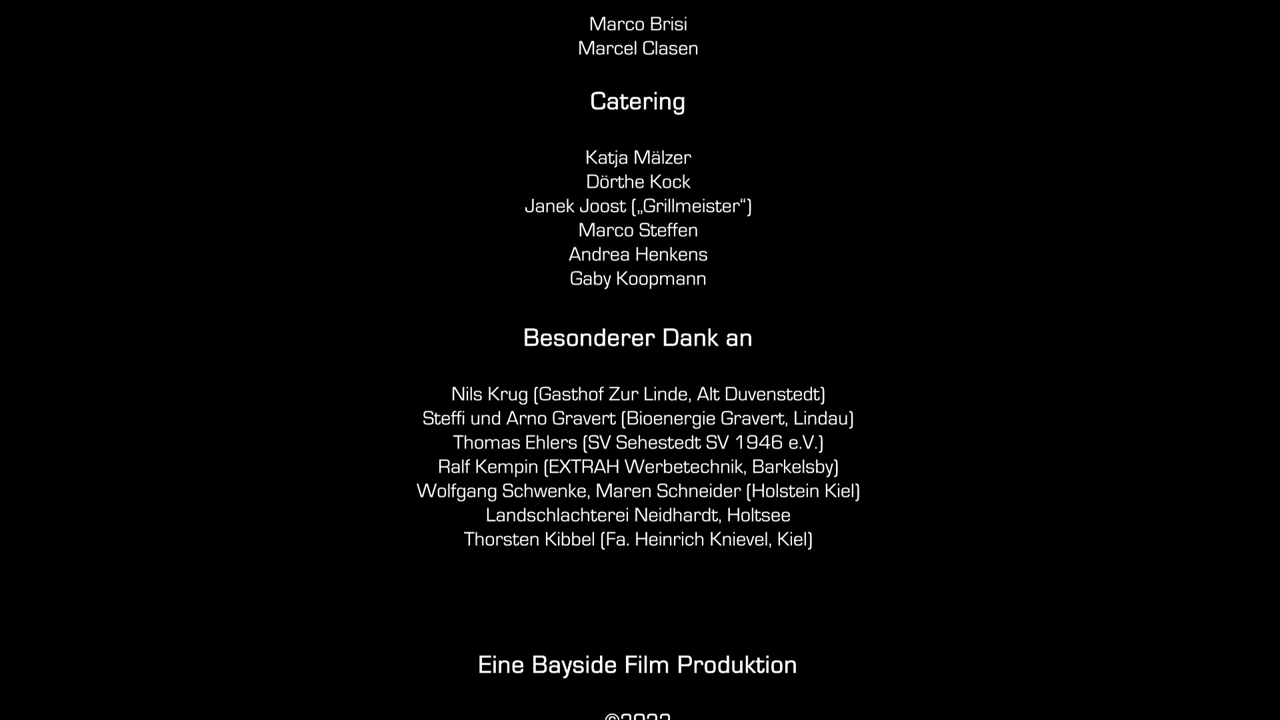 Marco Brisi
Marcel Clasen
Catering
Katja Mälzer
Dörthe Kock
Janek Joost („Grillmeister“)
Marco Steffen
Andrea Henkens
Gaby Koopmann
Besonderer Dank an
Nils Krug (Gasthof Zur Linde, Alt Duvenstedt)
Steffi und Arno Gravert (Bioenergie Gravert, Lindau)
Thomas Ehlers (SV Sehestedt SV 1946 e.V.)
Ralf Kempin (EXTRAH Werbetechnik, Barkelsby)
Wolfgang Schwenke, Maren Schneider (Holstein Kiel)
Landschlachterei Neidhardt, Holtsee
Thorsten Kibbel (Fa. Heinrich Knievel, Kiel)
Eine Bayside Film Produktion